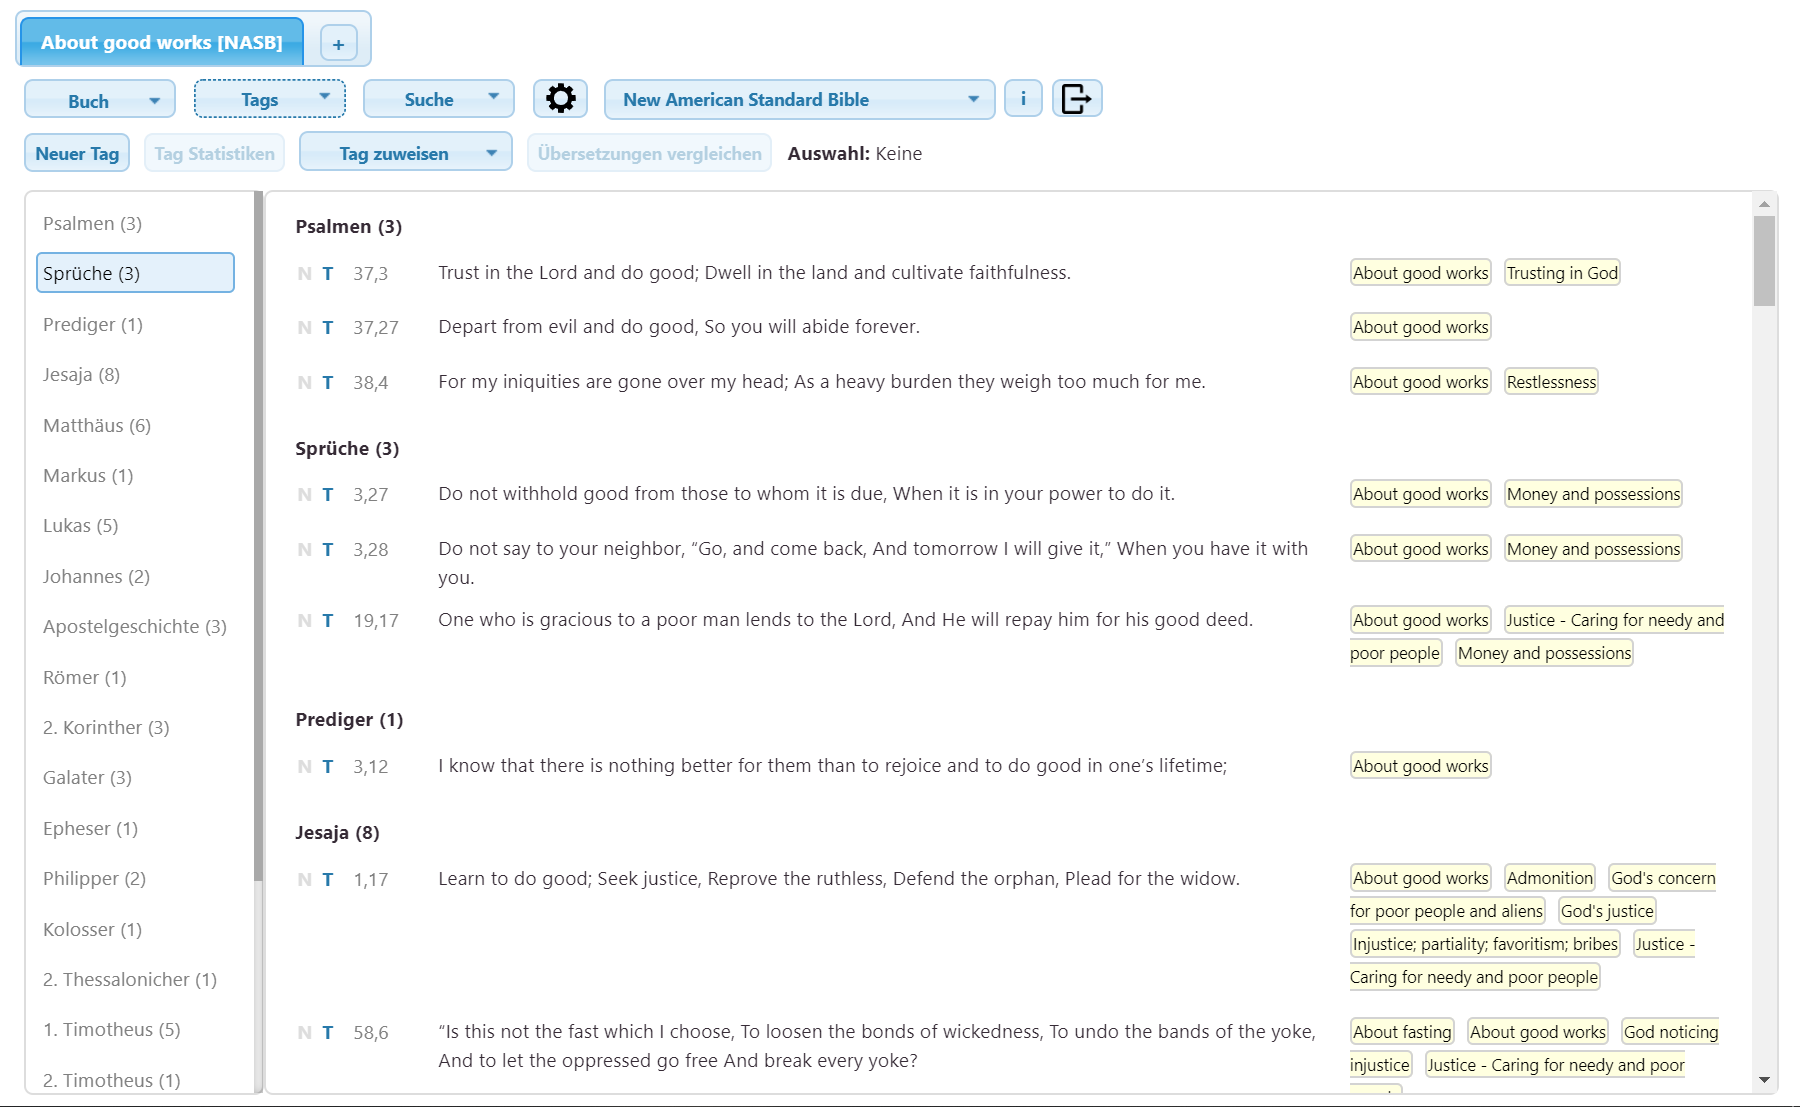 About good works [NASB]
+
Buch
Tags
Suche
New American Standard Bible
i
Neuer Tag
Tag Statistiken
Tag zuweisen
Übersetzungen vergleichen
Auswahl: Keine
Psalmen (3)
Sprüche (3)
Prediger (1)
Jesaja (8)
Matthäus (6)
Markus (1)
Lukas (5)
Johannes (2)
Apostelgeschichte (3)
Römer (1)
2. Korinther (3)
Galater (3)
Epheser (1)
Philipper (2)
Kolosser (1)
2. Thessalonicher (1)
1. Timotheus (5)
2. Timotheus (1)
Psalmen (3)
N T 37,3 Trust in the Lord and do good; Dwell in the land and cultivate faithfulness. About good works Trusting in God
N T 37,27 Depart from evil and do good, So you will abide forever. About good works
N T 38,4 For my iniquities are gone over my head; As a heavy burden they weigh too much for me. About good works Restlessness
Sprüche (3)
N T 3,27 Do not withhold good from those to whom it is due, When it is in your power to do it. About good works Money and possessions
N T 3,28 Do not say to your neighbor, “Go, and come back, And tomorrow I will give it,” When you have it with About good works Money and possessions
you.
N T 19,17 One who is gracious to a poor man lends to the Lord, And He will repay him for his good deed. About good works Justice - Caring for needy and
poor people Money and possessions
Prediger (1)
N T 3,12 I know that there is nothing better for them than to rejoice and to do good in one’s lifetime; About good works
Jesaja (8)
N T 1,17 Learn to do good; Seek justice, Reprove the ruthless, Defend the orphan, Plead for the widow. About good works Admonition God's concern
for poor people and aliens God's justice
Injustice; partiality; favoritism; bribes Justice -
Caring for needy and poor people
N T 58,6 “Is this not the fast which I choose, To loosen the bonds of wickedness, To undo the bands of the yoke, About fasting About good works God noticing
And to let the oppressed go free And break every yoke? injustice Justice - Caring for needy and poor